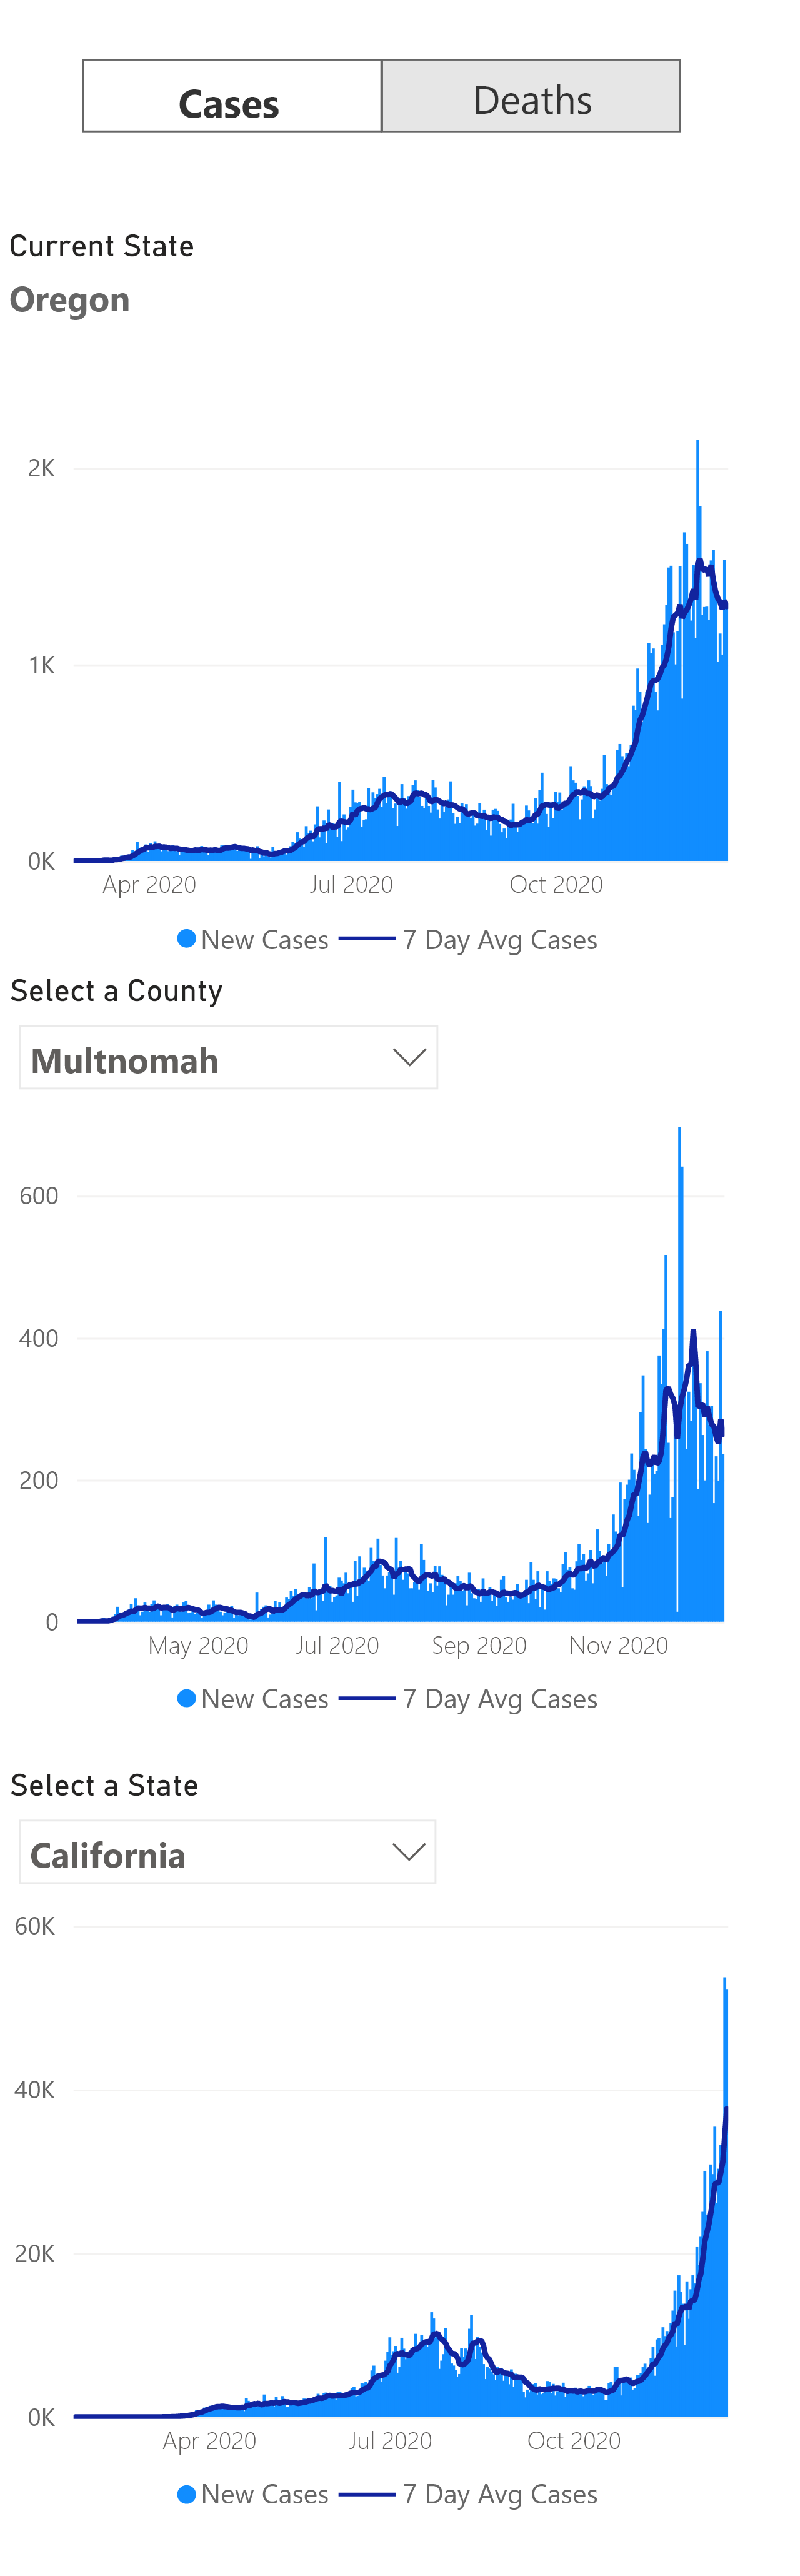 Cases Deaths
Current State
Oregon
2K
1K
0K
Apr 2020 Jul 2020 Oct 2020
New Cases 7 Day Avg Cases
Select a County
Multnomah
600
400
200
0
May 2020 Jul 2020 Sep 2020 Nov 2020
New Cases 7 Day Avg Cases
Select a State
California
60K
40K
20K
0K
Apr 2020 Jul 2020 Oct 2020
New Cases 7 Day Avg Cases